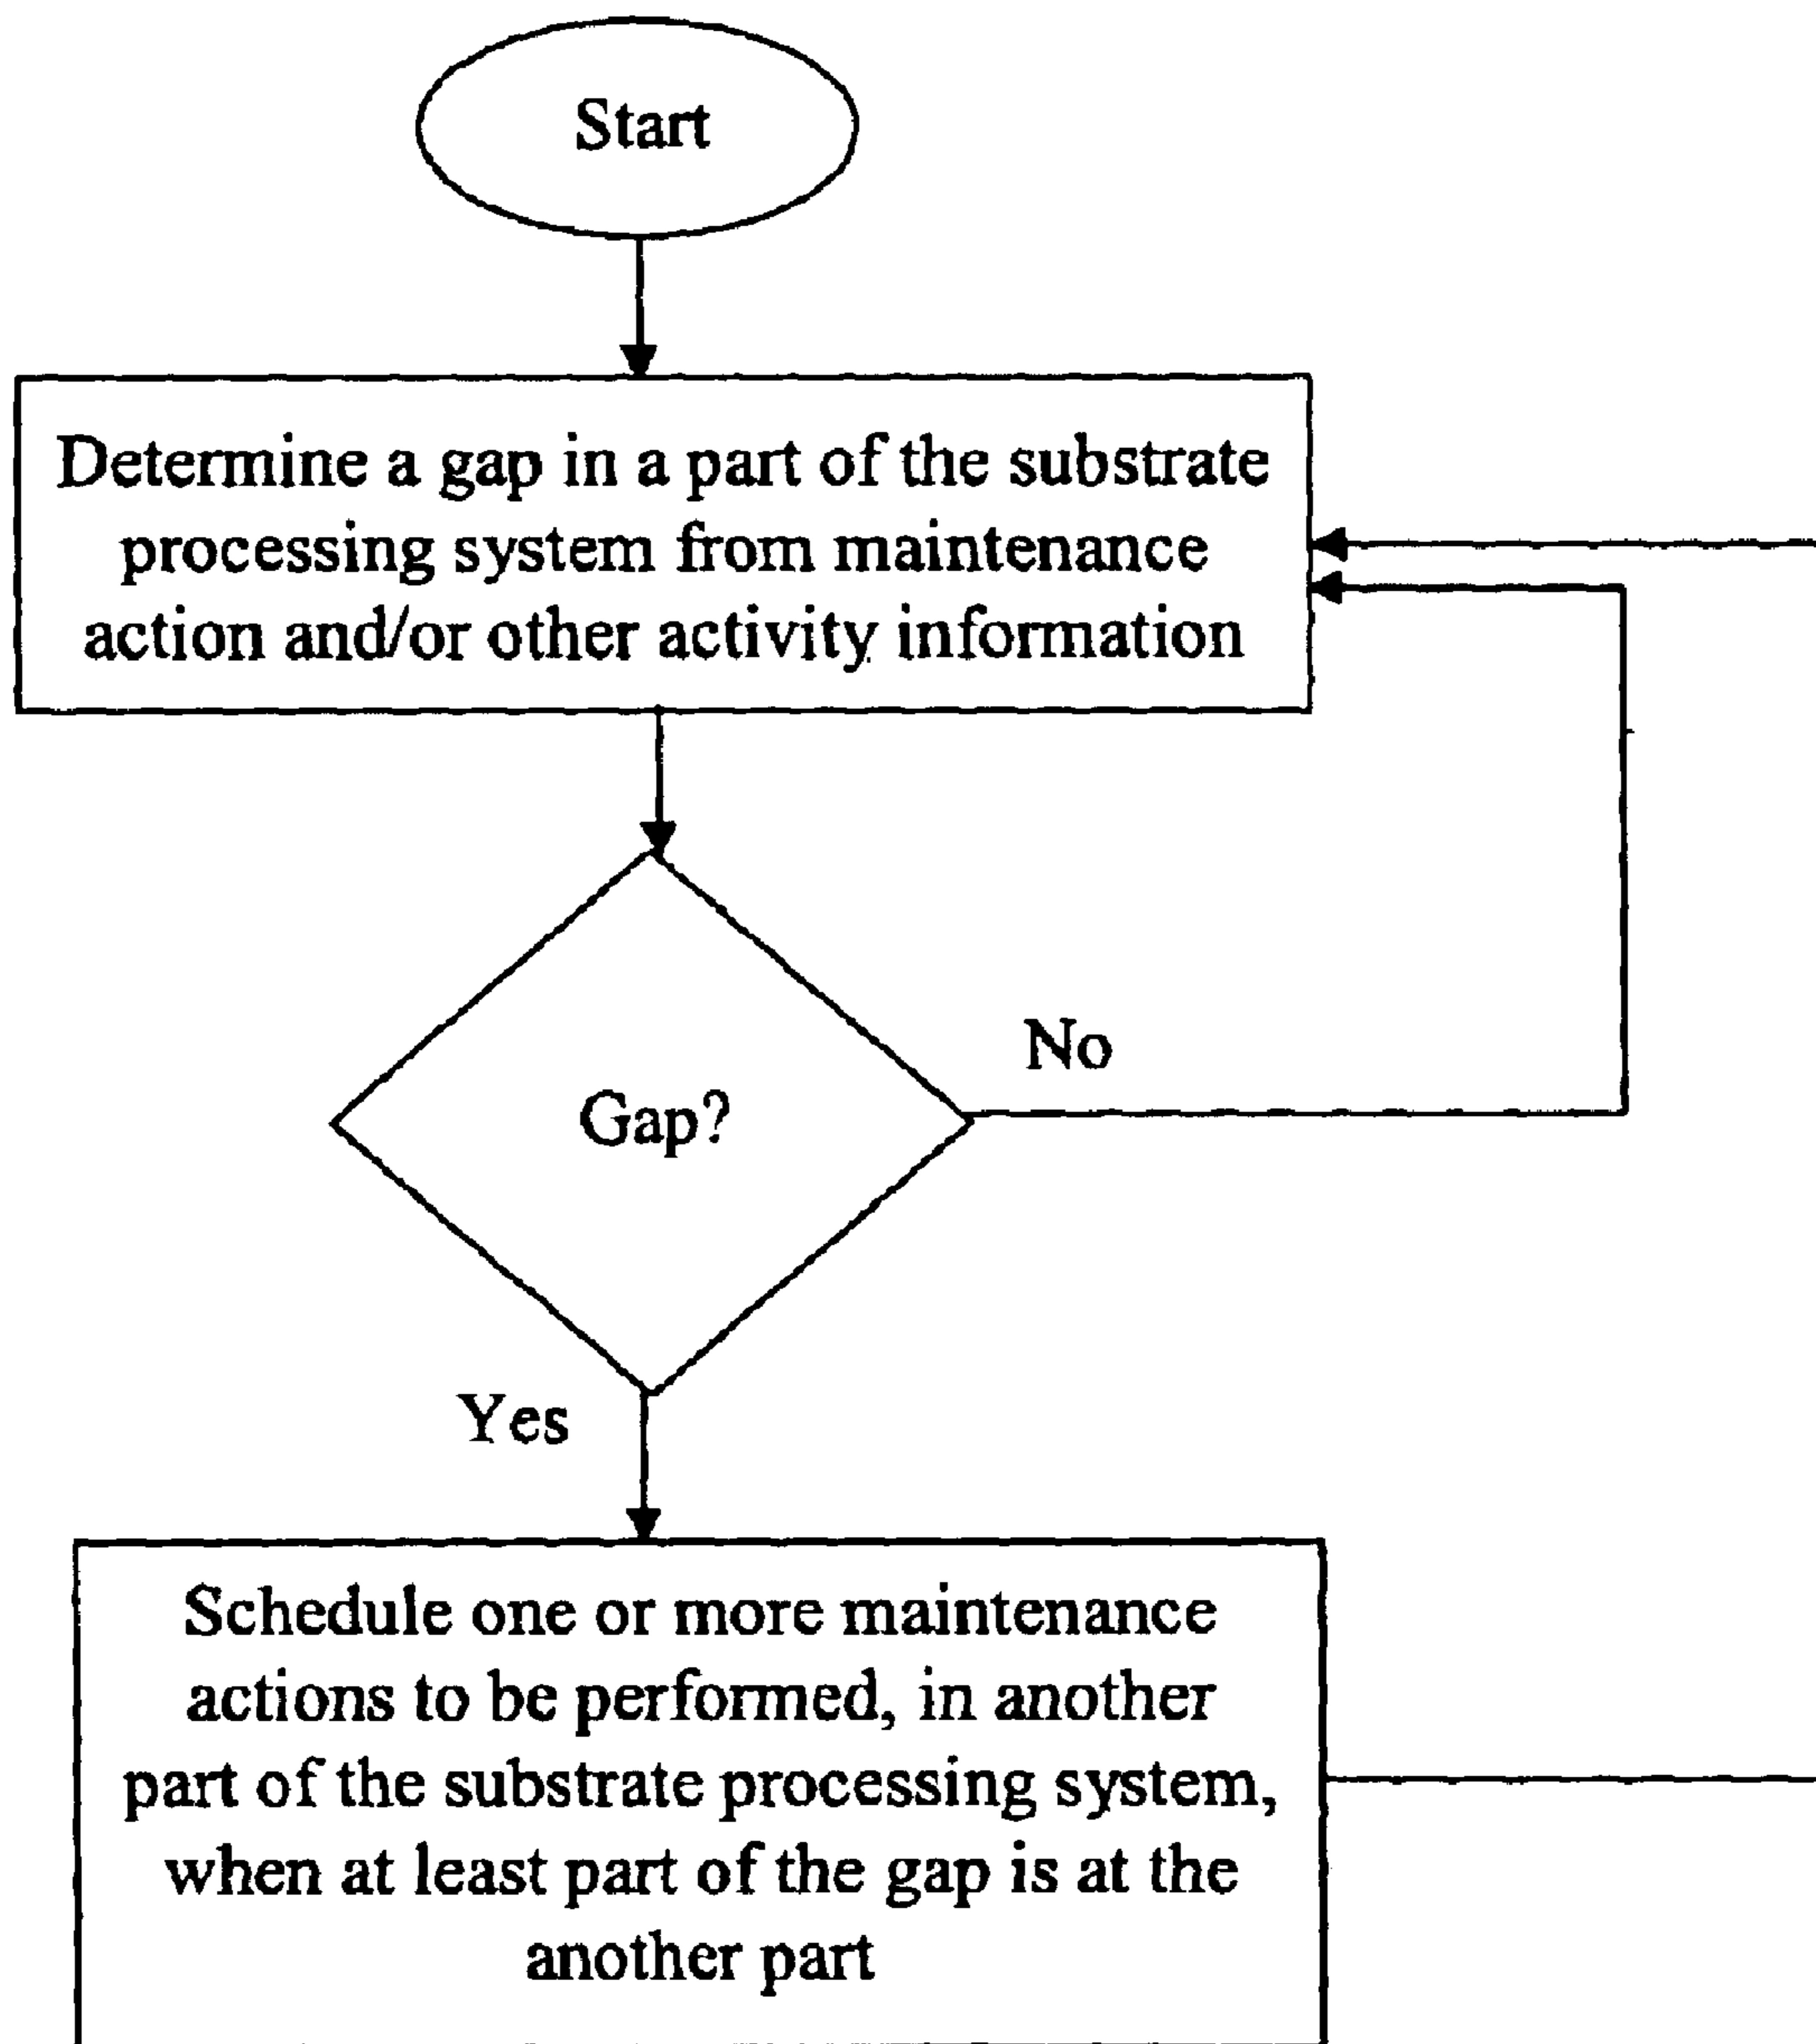 Start
Determine a gap in a part of the substrate
processing system from maintenance
action and/or other activity information
Gap?
No
Yes
Schedule one or more maintenance
actions to be performed, in another
part of the substrate processing system,
when at least part of the gap is at the
another part